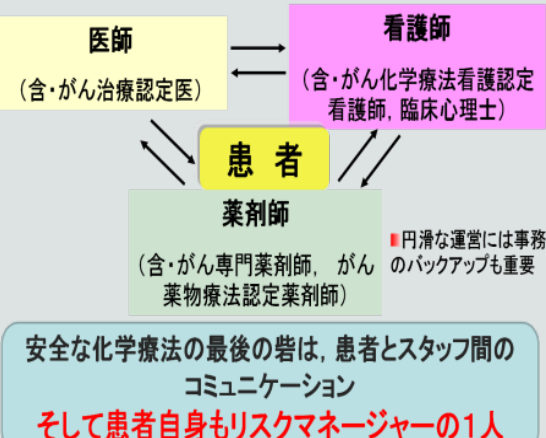 医師
(含・がん治療認定医)
看護師
(含・がん化学療法看護認定
看護師, 臨床心理士)
患 者
薬剤師
(含・がん専門薬剤師, がん
薬物療法認定薬剤師)
円滑な運営には事務
のバックアップも重要
安全な化学療法の最後の砦は, 患者とスタッフ間の
コミュニケーション
そして患者自身もリスクマネージャーの1人